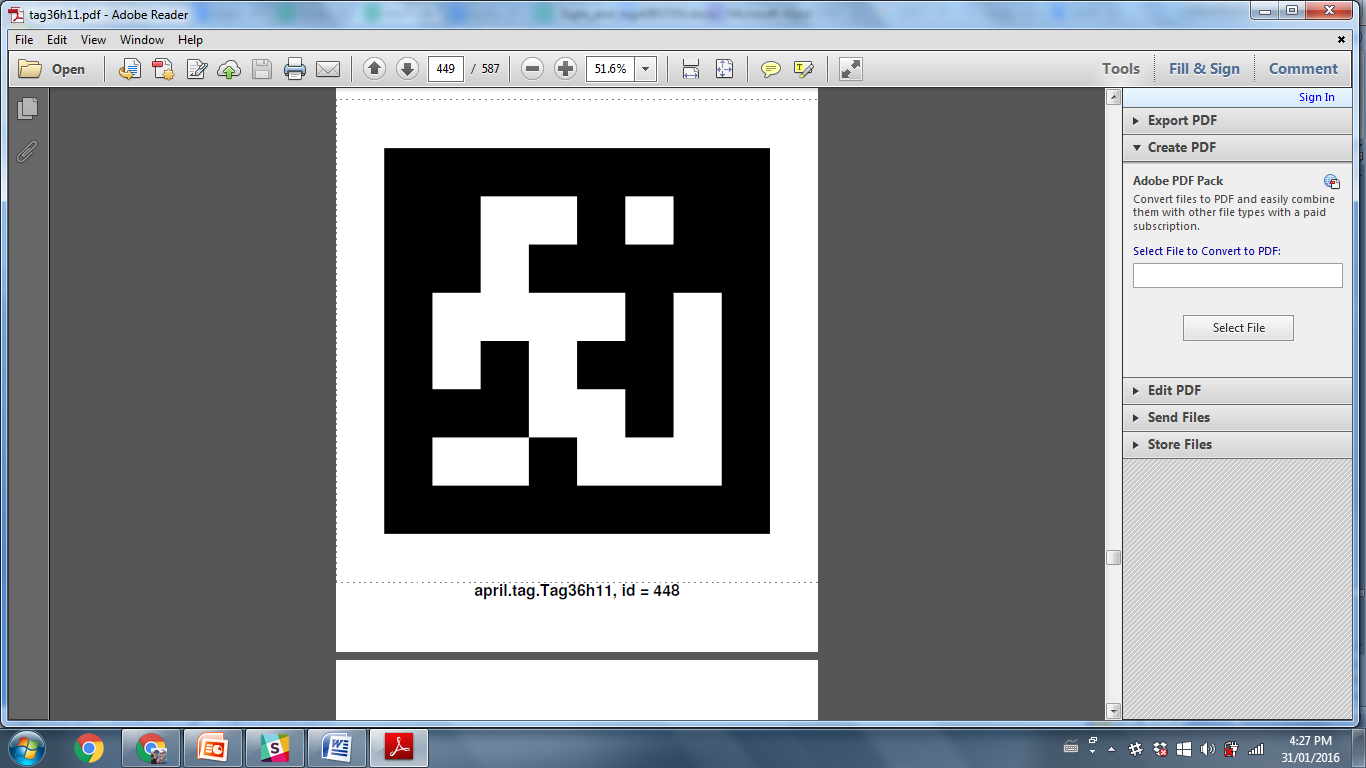 tag36h11.pdf - Adobe Reader
File Edit View Window Help
Open 449 / 587 51.6% Tools Fill & Sign Comment
Sign In
Export PDF
Create PDF
Adobe PDF Pack
Convert files to PDF and easily combine
them with other file types with a paid
subscription.
Select File to Convert to PDF:
Select File
Edit PDF
Send Files
Store Files
april.tag.Tag36h11, id = 448
4:27 PM
31/01/2016